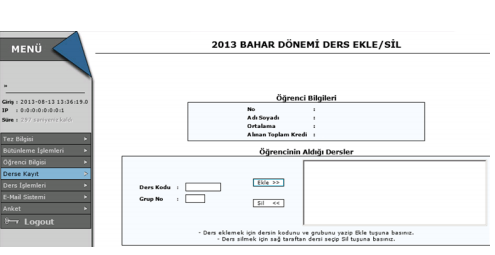 MENÜ
2013 BAHAR DÖNEMİ DERS EKLE/SİL
Giriş : 2013-08-13 13:36:19.0
IP : 0:0:0:0:0:0:0:1
Süre : 297 saniyeniz kaldı
Tez Bilgisi
Bütünleme İşlemleri
Öğrenci Bilgisi
Derse Kayıt
Ders İşlemleri
E-Mail Sistemi
Anket
Logout
Öğrenci Bilgileri
No :
Adı Soyadı :
Ortalama :
Alınan Toplam Kredi :
Öğrencinin Aldığı Dersler
Ders Kodu :
Grup No :
Ekle >>
Sil <<
- Ders eklemek için dersin kodunu ve grubunu yazıp Ekle tuşuna basınız.
- Ders silmek için sağ taraftan dersi seçip Sil tuşuna basınız.